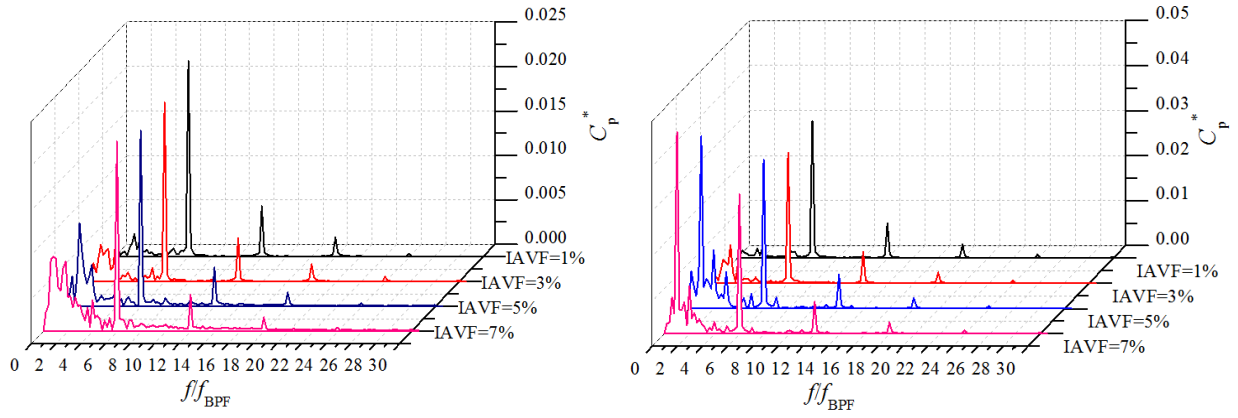 0.025
0.020
0.015
0.010
0.005
0.000
Cp*
IAVF=1%
IAVF=3%
IAVF=5%
IAVF=7%
0 2 4 6 8 10 12 14 16 18 20 22 24 26 28 30
f/fBPF
0.05
0.04
0.03
0.02
0.01
0.00
Cp*
IAVF=1%
IAVF=3%
IAVF=5%
IAVF=7%
0 2 4 6 8 10 12 14 16 18 20 22 24 26 28 30
f/fBPF